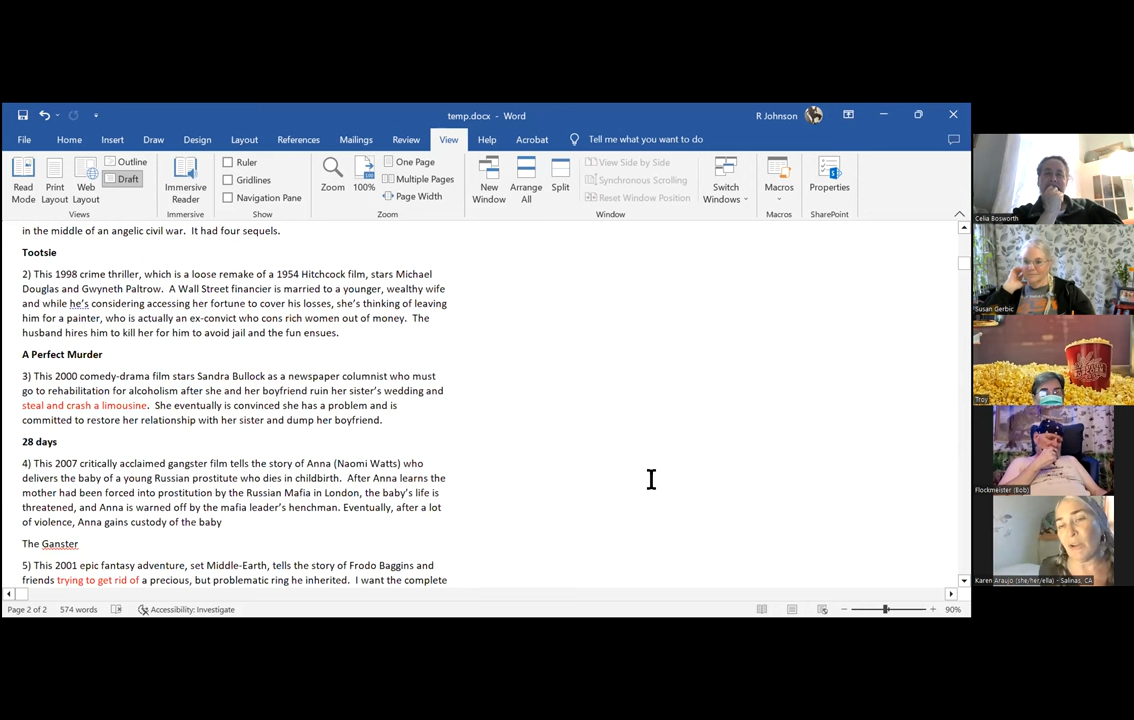 temp.docx - Word
R Johnson
File Home Insert Draw Design Layout References Mailings Review View Help Acrobat Tell me what you want to do
Read Mode
Print Layout
Web Layout
Outline
Draft
Views
Immersive Reader
Immersive
Ruler
Gridlines
Navigation Pane
Show
Zoom
100%
One Page
Multiple Pages
Page Width
Zoom
New Window
Arrange All
Split
View Side by Side
Synchronous Scrolling
Reset Window Position
Window
Switch Windows
Macros
Macros
Properties
SharePoint
in the middle of an angelic civil war. It had four sequels.
Tootsie
2) This 1998 crime thriller, which is a loose remake of a 1954 Hitchcock film, stars Michael
Douglas and Gwyneth Paltrow. A Wall Street financier is married to a younger, wealthy wife
and while he's considering accessing her fortune to cover his losses, she's thinking of leaving
him for a painter, who is actually an ex-convict who cons rich women out of money. The
husband hires him to kill her for him to avoid jail and the fun ensues.
A Perfect Murder
3) This 2000 comedy-drama film stars Sandra Bullock as a newspaper columnist who must
go to rehabilitation for alcoholism after she and her boyfriend ruin her sister's wedding and
steal and crash a limousine. She eventually is convinced she has a problem and is
committed to restore her relationship with her sister and dump her boyfriend.
28 days
4) This 2007 critically acclaimed gangster film tells the story of Anna (Naomi Watts) who
delivers the baby of a young Russian prostitute who dies in childbirth. After Anna learns the
mother had been forced into prostitution by the Russian Mafia in London, the baby's life is
threatened, and Anna is warned off by the mafia leader's henchman. Eventually, after a lot
of violence, Anna gains custody of the baby
The Ganster
5) This 2001 epic fantasy adventure, set Middle-Earth, tells the story of Frodo Baggins and
friends trying to get rid of a precious, but problematic ring he inherited. I want the complete
Page 2 of 2 574 words Accessibility: Investigate 90%
Celia Bosworth
Susan Gerbic
Troy
Flockmeister (Bob)
Karen Araujo (she/her/ella) - Salinas, CA